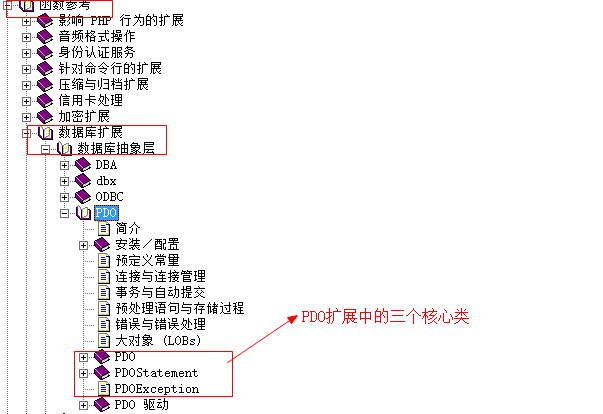 函数参考
影响 PHP 行为的扩展
音频格式操作
身份认证服务
针对命令行的扩展
压缩与归档扩展
信用卡处理
加密扩展
数据库扩展
数据库抽象层
DBA
dbx
ODBC
PDO
简介
安装／配置
预定义常量
连接与连接管理
事务与自动提交
预处理语句与存储过程
错误与错误处理
大对象 (LOBs)
PDO
PDOStatement
PDOException
PDO 驱动
PDO扩展中的三个核心类